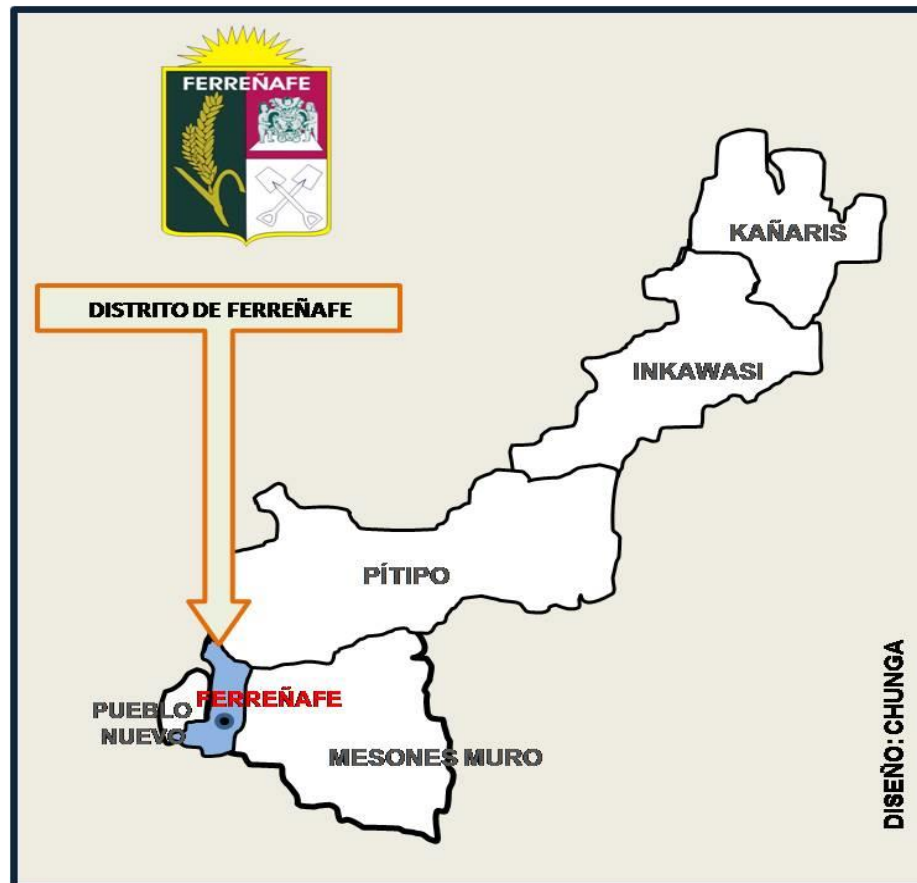 FERREÑAFE
KAÑARIS
DISTRITO DE FERREÑAFE
INKAWASI
PÍTIPO
FERREÑAFE
PUEBLO
NUEVO
MESONES MURO
DISEÑO: CHUNGA